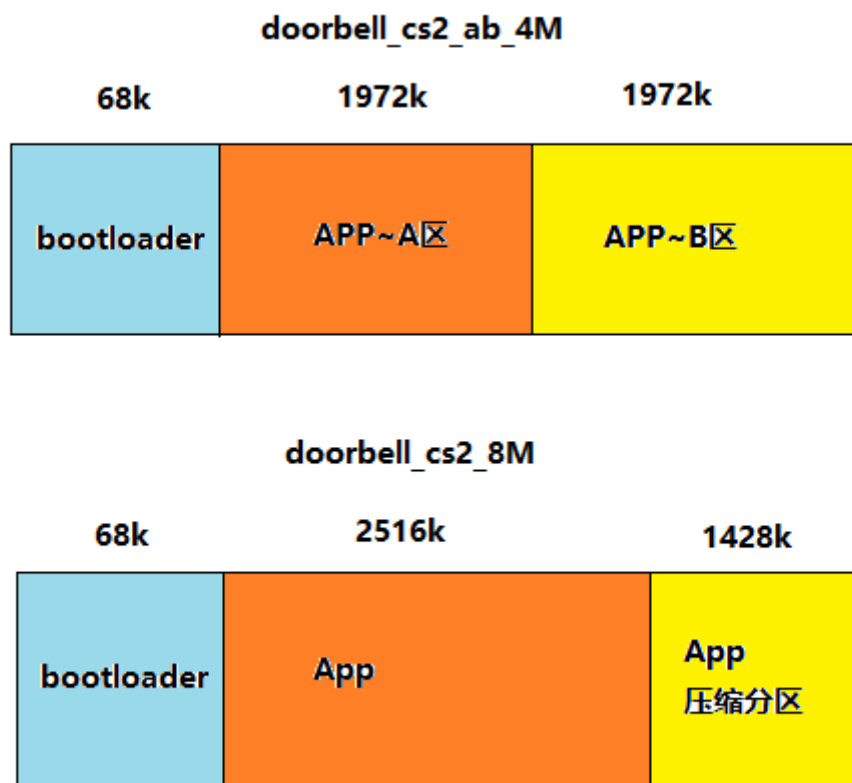 doorbell_cs2_ab_4M
68k 1972k 1972k
bootloader APP~A区 APP~B区
doorbell_cs2_8M
68k 2516k 1428k
bootloader App App
压缩分区